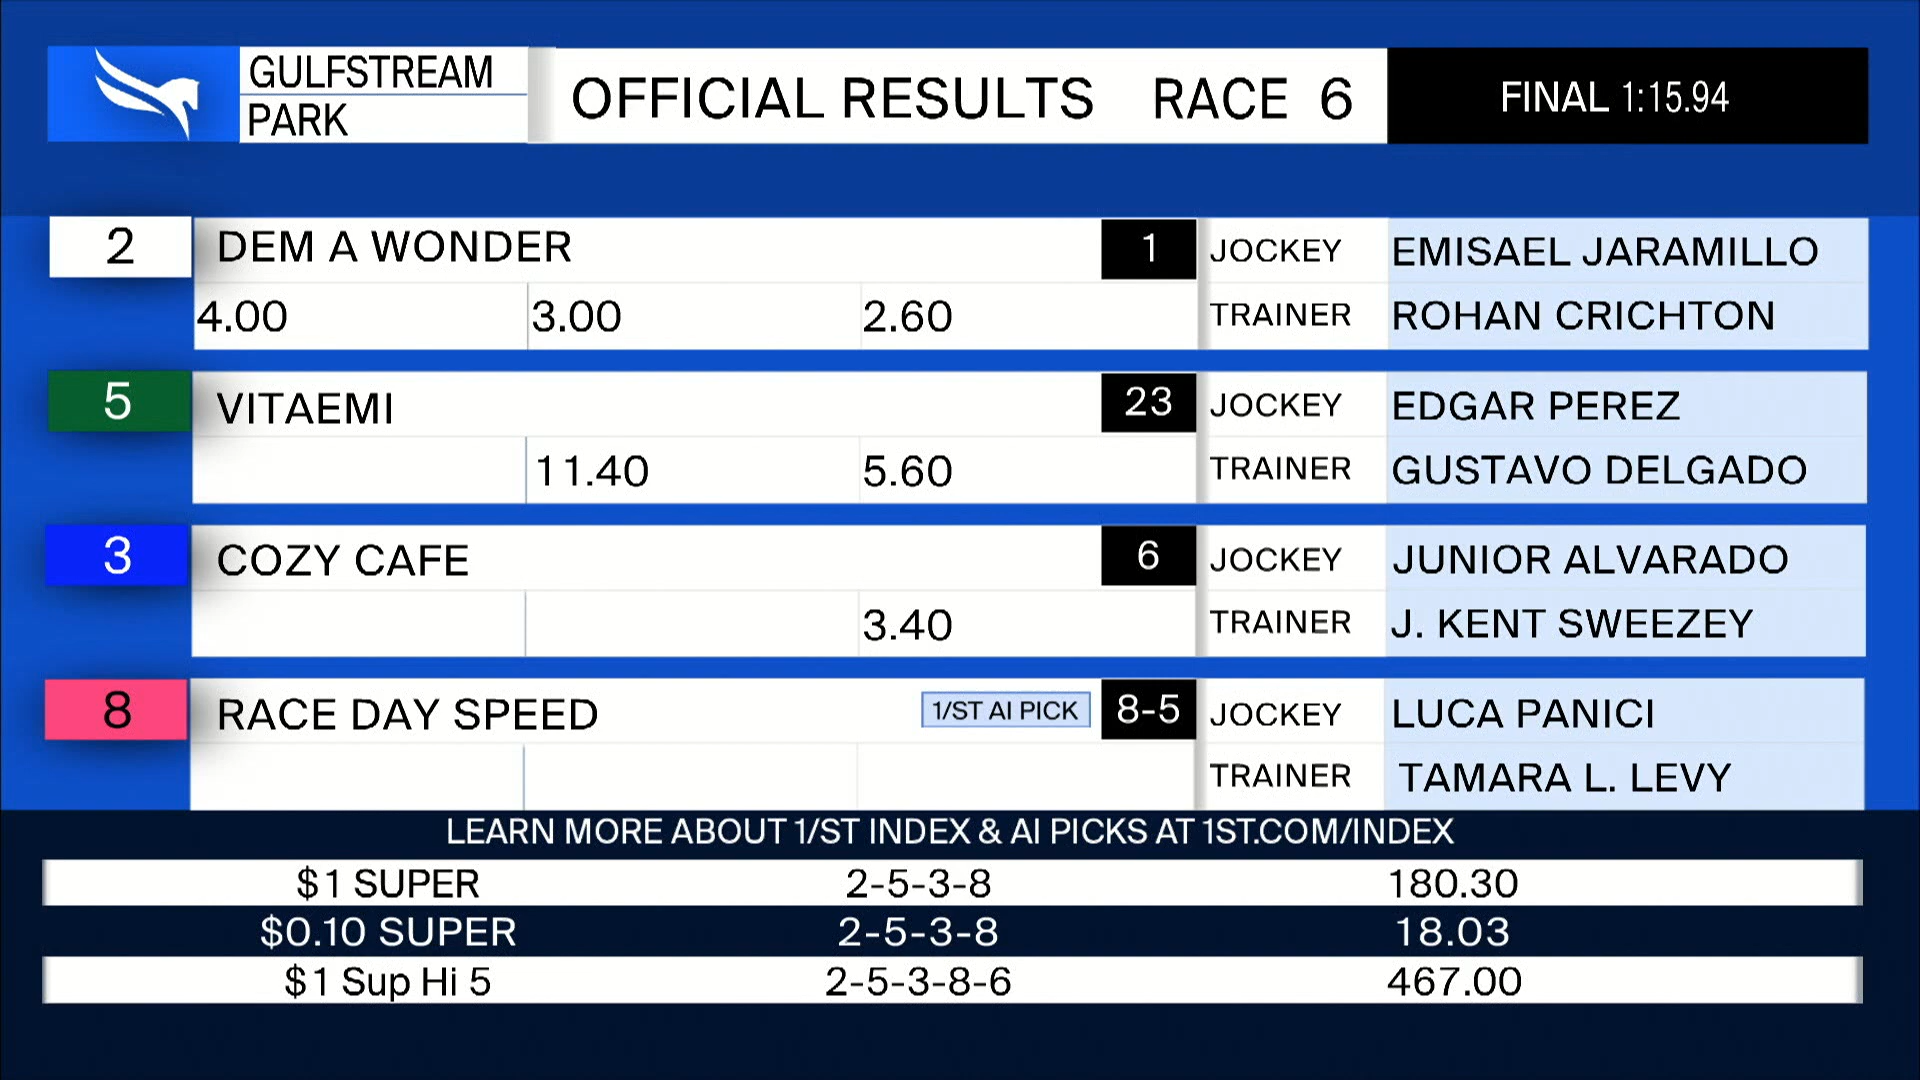 GULFSTREAM
PARK
OFFICIAL RESULTS RACE 6
FINAL 1:15.94
2 DEM A WONDER 1 JOCKEY EMISAEL JARAMILLO
4.00 3.00 2.60 TRAINER ROHAN CRICHTON
5 VITAEMI 23 JOCKEY EDGAR PEREZ
11.40 5.60 TRAINER GUSTAVO DELGADO
3 COZY CAFE 6 JOCKEY JUNIOR ALVARADO
3.40 TRAINER J. KENT SWEEZEY
8 RACE DAY SPEED 1/ST AI PICK 8-5 JOCKEY LUCA PANICI
TRAINER TAMARA L. LEVY
LEARN MORE ABOUT 1/ST INDEX & AI PICKS AT 1ST.COM/INDEX
$1 SUPER 2-5-3-8 180.30
$0.10 SUPER 2-5-3-8 18.03
$1 Sup Hi 5 2-5-3-8-6 467.00